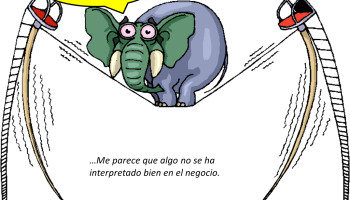 …Me parece que algo no se ha
interpretado bien en el negocio.